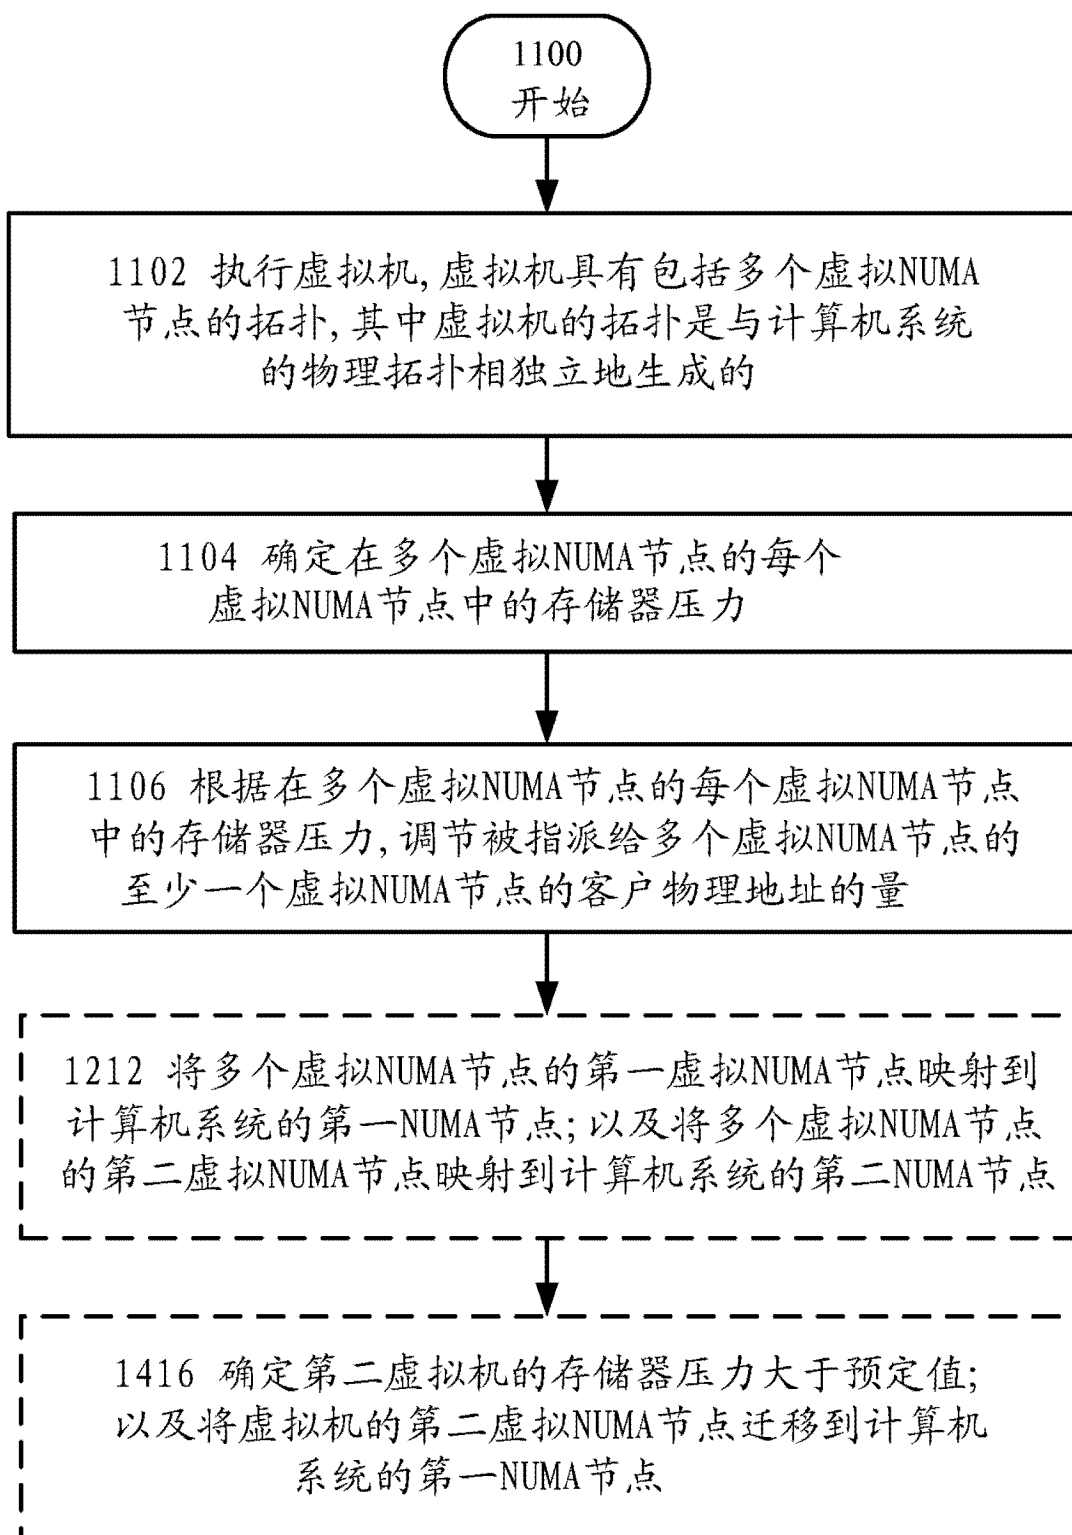 1100
开始
1102 执行虚拟机,虚拟机具有包括多个虚拟NUMA
节点的拓扑,其中虚拟机的拓扑是与计算机系统
的物理拓扑相独立地生成的
1104 确定在多个虚拟NUMA节点的每个
虚拟NUMA节点中的存储器压力
1106 根据在多个虚拟NUMA节点的每个虚拟NUMA节点
中的存储器压力,调节被指派给多个虚拟NUMA节点的
至少一个虚拟NUMA节点的客户物理地址的量
1212 将多个虚拟NUMA节点的第一虚拟NUMA节点映射到
计算机系统的第一NUMA节点;以及将多个虚拟NUMA节点
的第二虚拟NUMA节点映射到计算机系统的第二NUMA节点
1416 确定第二虚拟机的存储器压力大于预定值;
以及将虚拟机的第二虚拟NUMA节点迁移到计算机
系统的第一NUMA节点